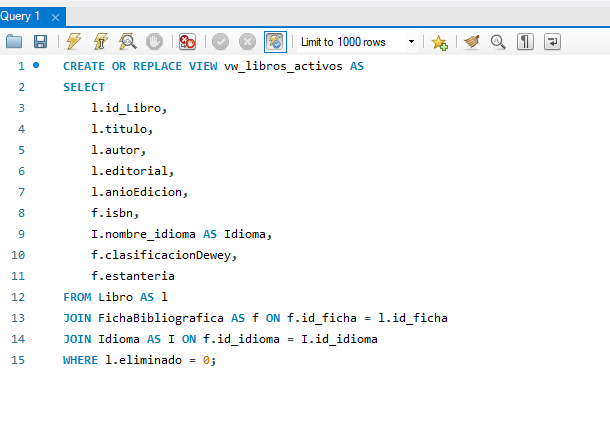 Query 1
Limit to 1000 rows
1 CREATE OR REPLACE VIEW vw_libros_activos AS
2 SELECT
3 l.id_Libro,
4 l.titulo,
5 l.autor,
6 l.editorial,
7 l.anioEdicion,
8 f.isbn,
9 I.nombre_idioma AS Idioma,
10 f.clasificacionDewey,
11 f.estanteria
12 FROM Libro AS l
13 JOIN FichaBibliografica AS f ON f.id_ficha = l.id_ficha
14 JOIN Idioma AS I ON f.id_idioma = I.id_idioma
15 WHERE l.eliminado = 0;